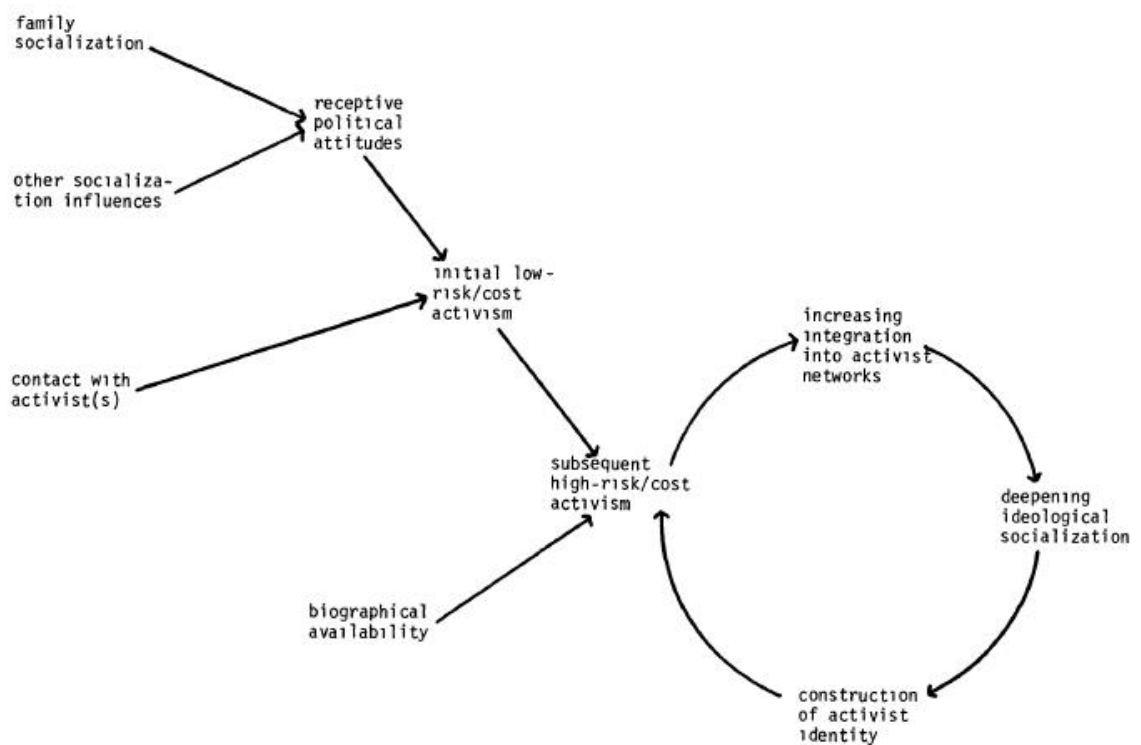 family
socialization
receptive
political
attitudes
other socializa-
tion influences
initial low-
risk/cost
activism
increasing
integration
into activist
networks
contact with
activist(s)
subsequent
high-risk/cost
activism
deepening
ideological
socialization
biographical
availability
construction
of activist
identity